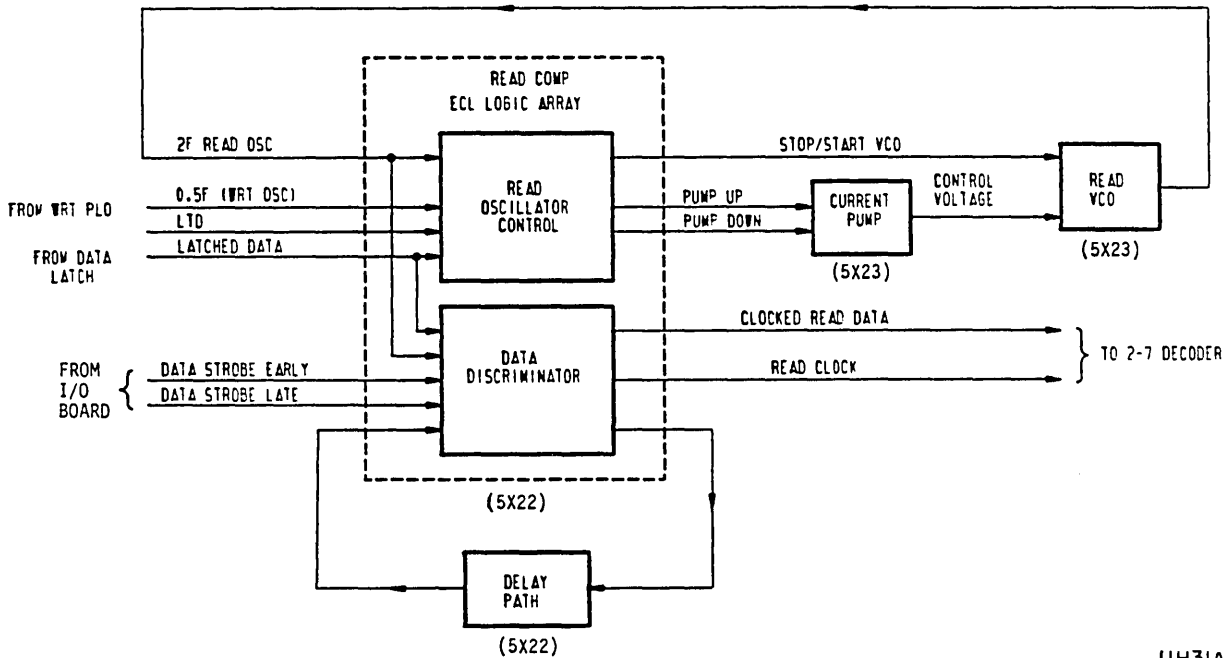 READ COMP
ECL LOGIC ARRAY
2F READ OSC
STOP/START VCO
READ
OSCILLATOR
CONTROL
READ
VCO
(5X23)
FROM WRT PLO
0.5F (WRT OSC)
LTD
PUMP UP
PUMP DOWN
CURRENT
PUMP
(5X23)
CONTROL
VOLTAGE
FROM DATA
LATCH
LATCHED DATA
CLOCKED READ DATA
DATA
DISCRIMINATOR
READ CLOCK
TO 2-7 DECODER
FROM
I/O
BOARD
DATA STROBE EARLY
DATA STROBE LATE
(5X22)
DELAY
PATH
(5X22)